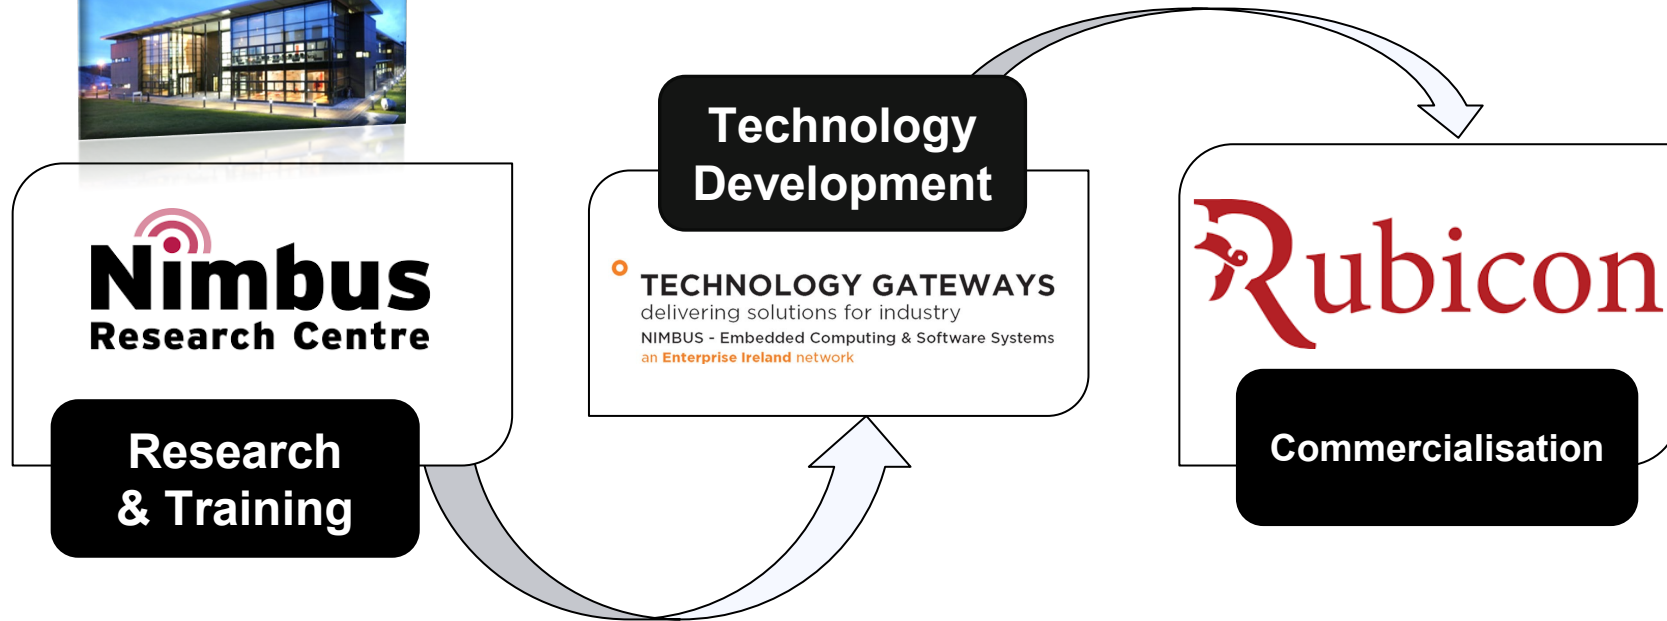 Nimbus
Research Centre
Research
& Training
Technology
Development
TECHNOLOGY GATEWAYS
delivering solutions for industry
NIMBUS - Embedded Computing & Software Systems
an Enterprise Ireland network
Rubicon
Commercialisation